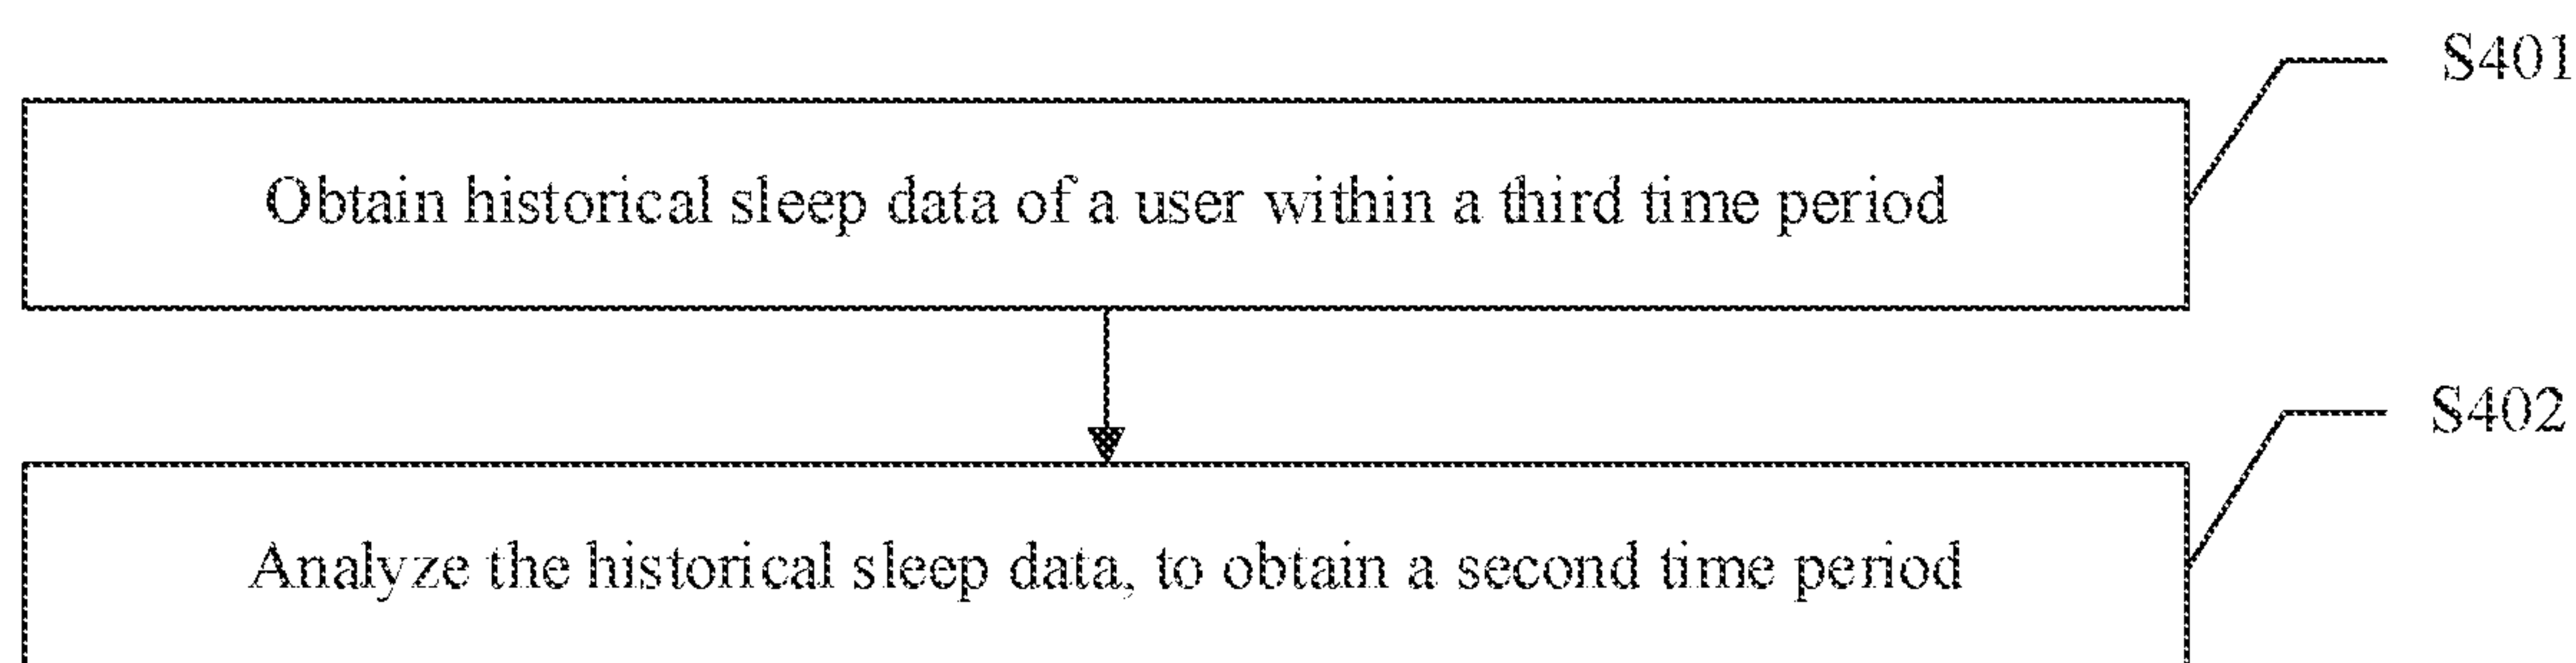 S401
Obtain historical sleep data of a user within a third time period
S402
Analyze the historical sleep data, to obtain a second time period